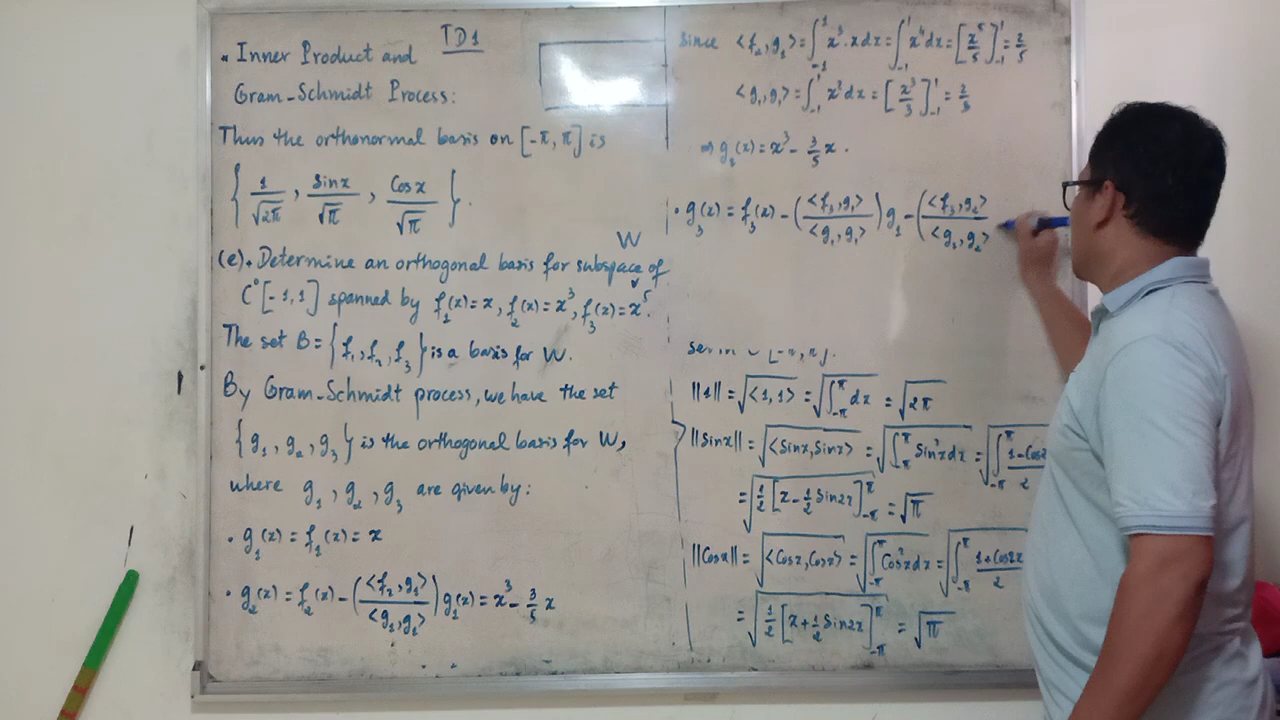 TD1
* Inner Product and
Gram-Schmidt Process:
Thus the orthonormal basis on [-π, π] is
{ 1/√2π , Sinx/√π , Cosx/√π }.
W
(e). Determine an orthogonal basis for subspace of
C⁰[-1,1] spanned by f₁(x)=x, f₂(x)=x³, f₃(x)=x⁵.
The set B={f₁, f₂, f₃} is a basis for W.
By Gram-Schmidt process, we have the set
{g₁, g₂, g₃} is the orthogonal basis for W,
where g₁, g₂, g₃ are given by:
• g₁(x) = f₁(x) = x
• g₂(x) = f₂(x) - (<f₂,g₁>/<g₁,g₁>) g₁(x) = x³ - 3/5 x
since <f₂,g₁> = ∫₋₁¹ x³.x dx = ∫₋₁¹ x⁴ dx = [x⁵/5]₋₁¹ = 2/5
<g₁,g₁> = ∫₋₁¹ x² dx = [x³/3]₋₁¹ = 2/3
⇒ g₂(x) = x³ - 3/5 x.
• g₃(x) = f₃(x) - (<f₃,g₁>/<g₁,g₁>) g₁ - (<f₃,g₂>/<g₂,g₂>
[-π, π].
||1|| = √<1,1> = √∫₋π^π dx = √2π
||Sinx|| = √<Sinx,Sinx> = √∫₋π^π Sin²x dx = √∫₋π^π 1-Cos2/2
= √1/2 [x - 1/2 Sin2x]₋π^π = √π
||Cosx|| = √<Cosx,Cosx> = √∫₋π^π Cos²x dx = √∫₋π^π 1+Cos2x/2
= √1/2 [x + 1/2 Sin2x]₋π^π = √π